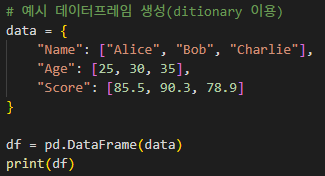 # 예시 데이터프레임 생성(ditionary 이용)
data = {
    "Name": ["Alice", "Bob", "Charlie"],
    "Age": [25, 30, 35],
    "Score": [85.5, 90.3, 78.9]
}

df = pd.DataFrame(data)
print(df)